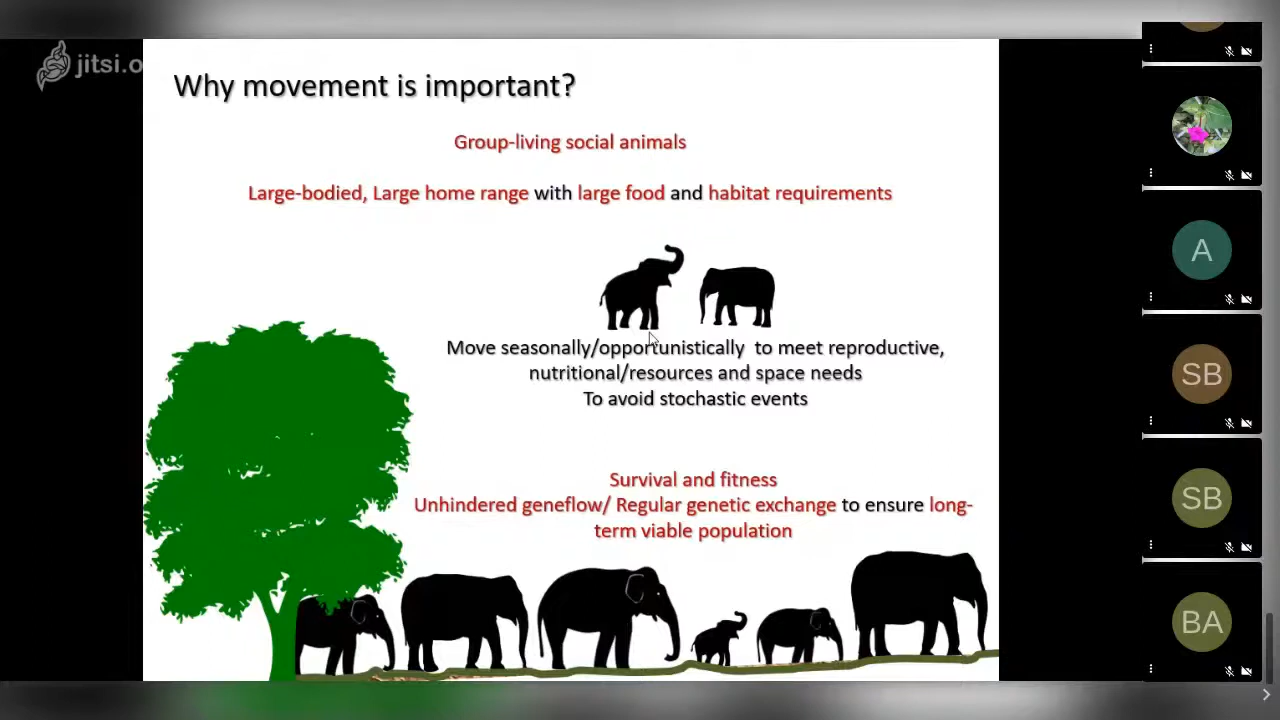 jitsi.o
Why movement is important?
Group-living social animals
Large-bodied, Large home range with large food and habitat requirements
Move seasonally/opportunistically to meet reproductive,
nutritional/resources and space needs
To avoid stochastic events
Survival and fitness
Unhindered geneflow/ Regular genetic exchange to ensure long-
term viable population
A
SB
SB
BA